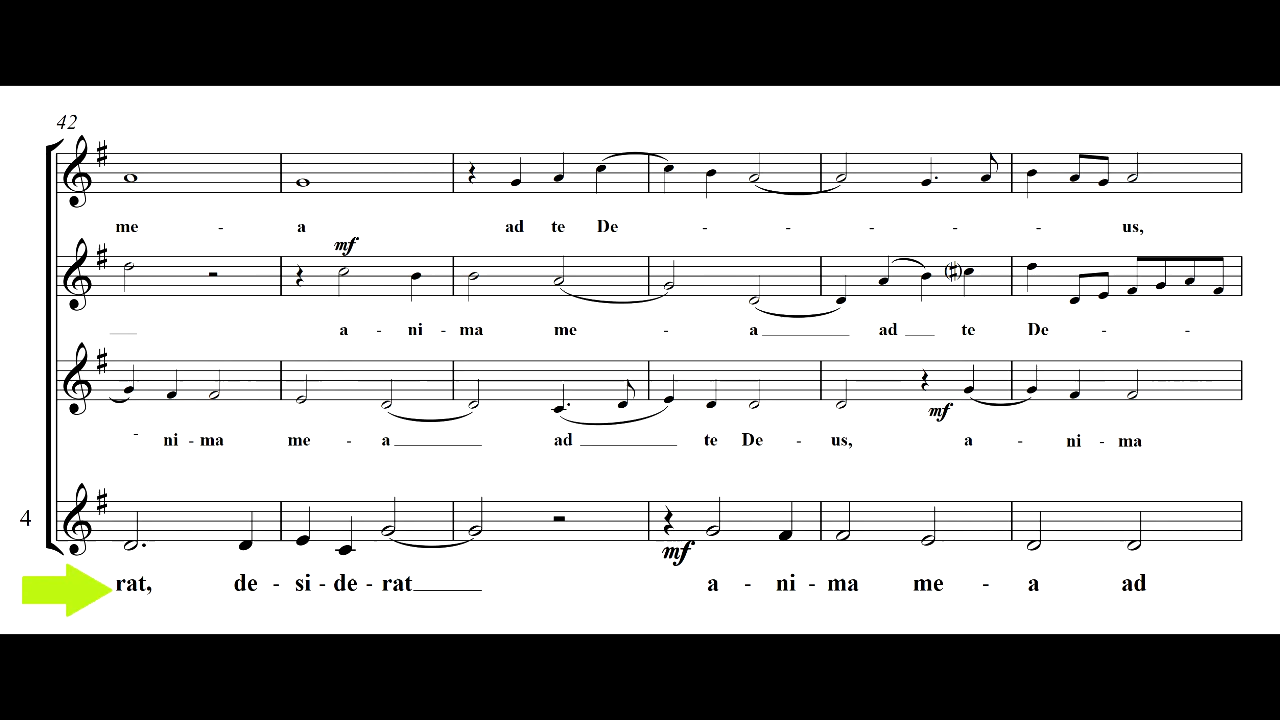 42
me - a ad te De - - - - - us,
mf
a - ni - ma me - a ad te De - -
- ni - ma me - a ad te De - us, a - ni - ma
mf
4
mf
rat, de - si - de - rat a - ni - ma me - a ad